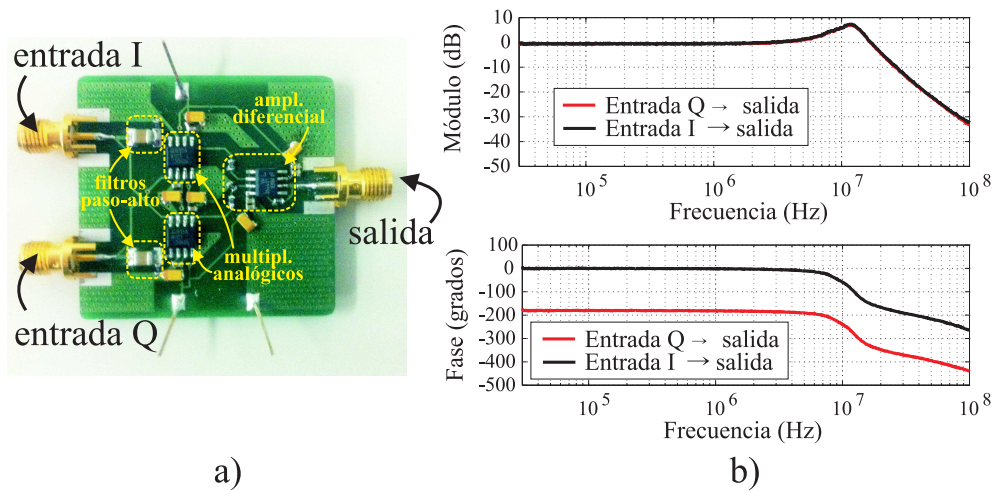 entrada I
ampl.
diferencial
filtros
paso-alto
multipl.
analógicos
salida
entrada Q
a)
Módulo (dB)
10
0
-10
-20
-30
-40
-50
Entrada Q → salida
Entrada I → salida
10^5
10^6
10^7
10^8
Frecuencia (Hz)
Fase (grados)
100
0
-100
-200
-300
-400
-500
Entrada Q → salida
Entrada I → salida
10^5
10^6
10^7
10^8
Frecuencia (Hz)
b)